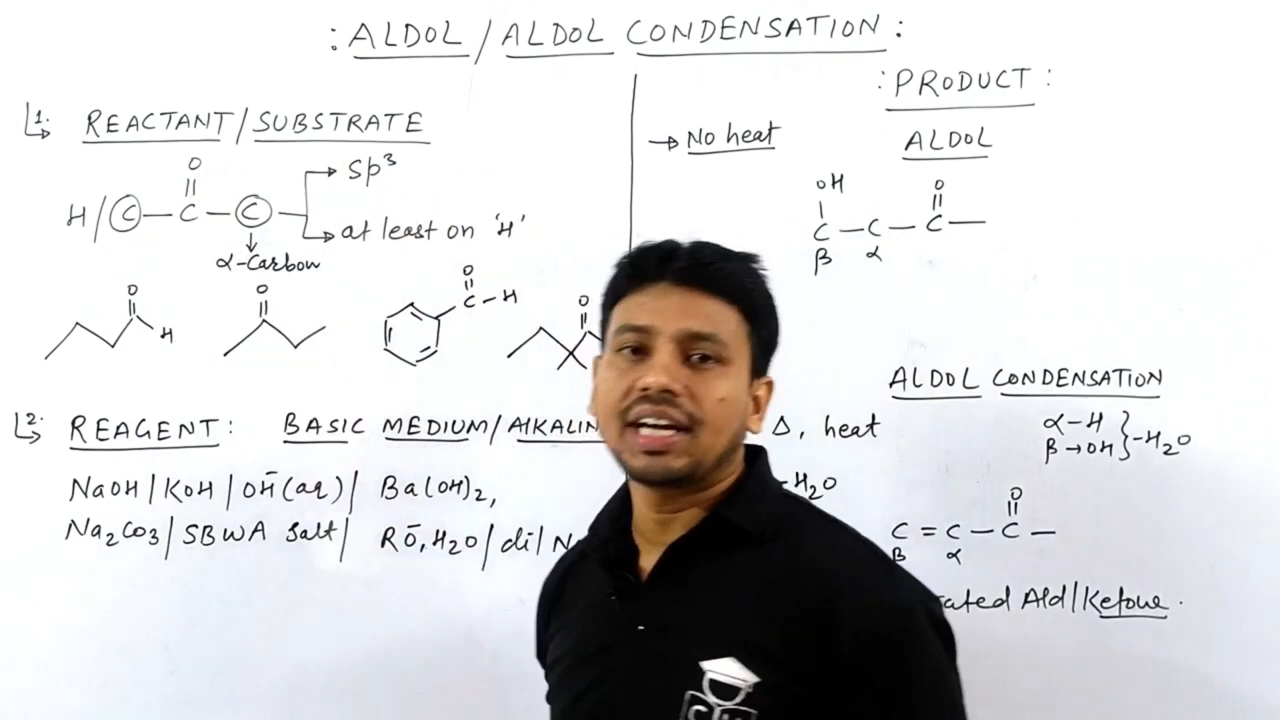 : ALDOL / ALDOL CONDENSATION :
1. REACTANT / SUBSTRATE
O
H / C — C — C
sp³
at least on 'H'
α-Carbon
O
H
O
O
C – H
O
2. REAGENT : BASIC MEDIUM / AlKALIN
NaOH / KOH / OH̄ (aq) / Ba(OH)₂,
Na₂CO₃ / SBWA Salt / RŌ, H₂O / dil / N
: PRODUCT :
No heat
ALDOL
OH O
C — C — C —
β α
ALDOL CONDENSATION
Δ, heat
α – H
β → OH } -H₂O
-H₂O
O
C = C — C —
β α
Ald / Ketone .
C H